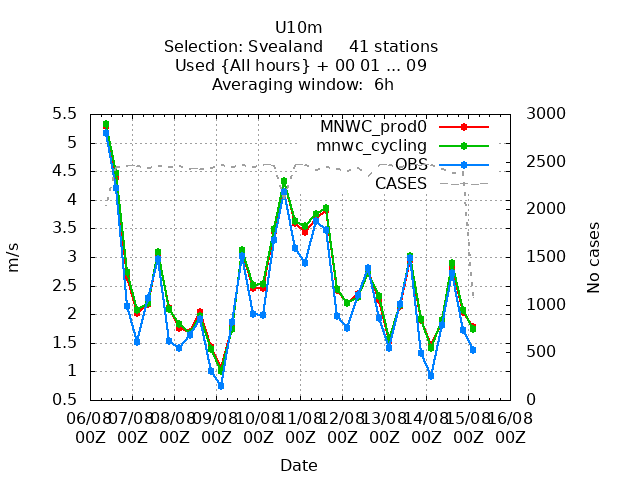 U10m
Selection: Svealand     41 stations
Used {All hours} + 00 01 ... 09
Averaging window:  6h
5.5
5
4.5
4
3.5
3
2.5
2
1.5
1
0.5
m/s
3000
2500
2000
1500
1000
500
0
No cases
MNWC_prod0
mnwc_cycling
OBS
CASES
06/08 07/08 08/08 09/08 10/08 11/08 12/08 13/08 14/08 15/08 16/08
00Z 00Z 00Z 00Z 00Z 00Z 00Z 00Z 00Z 00Z 00Z
Date